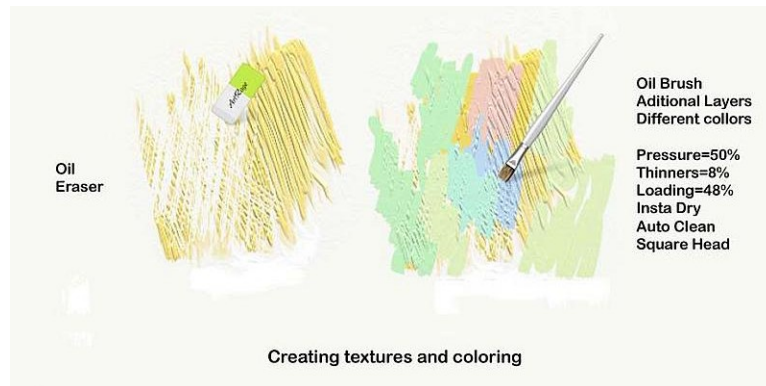 Oil
Eraser
ArtRage
Oil Brush
Aditional Layers
Different collors
Pressure=50%
Thinners=8%
Loading=48%
Insta Dry
Auto Clean
Square Head
Creating textures and coloring